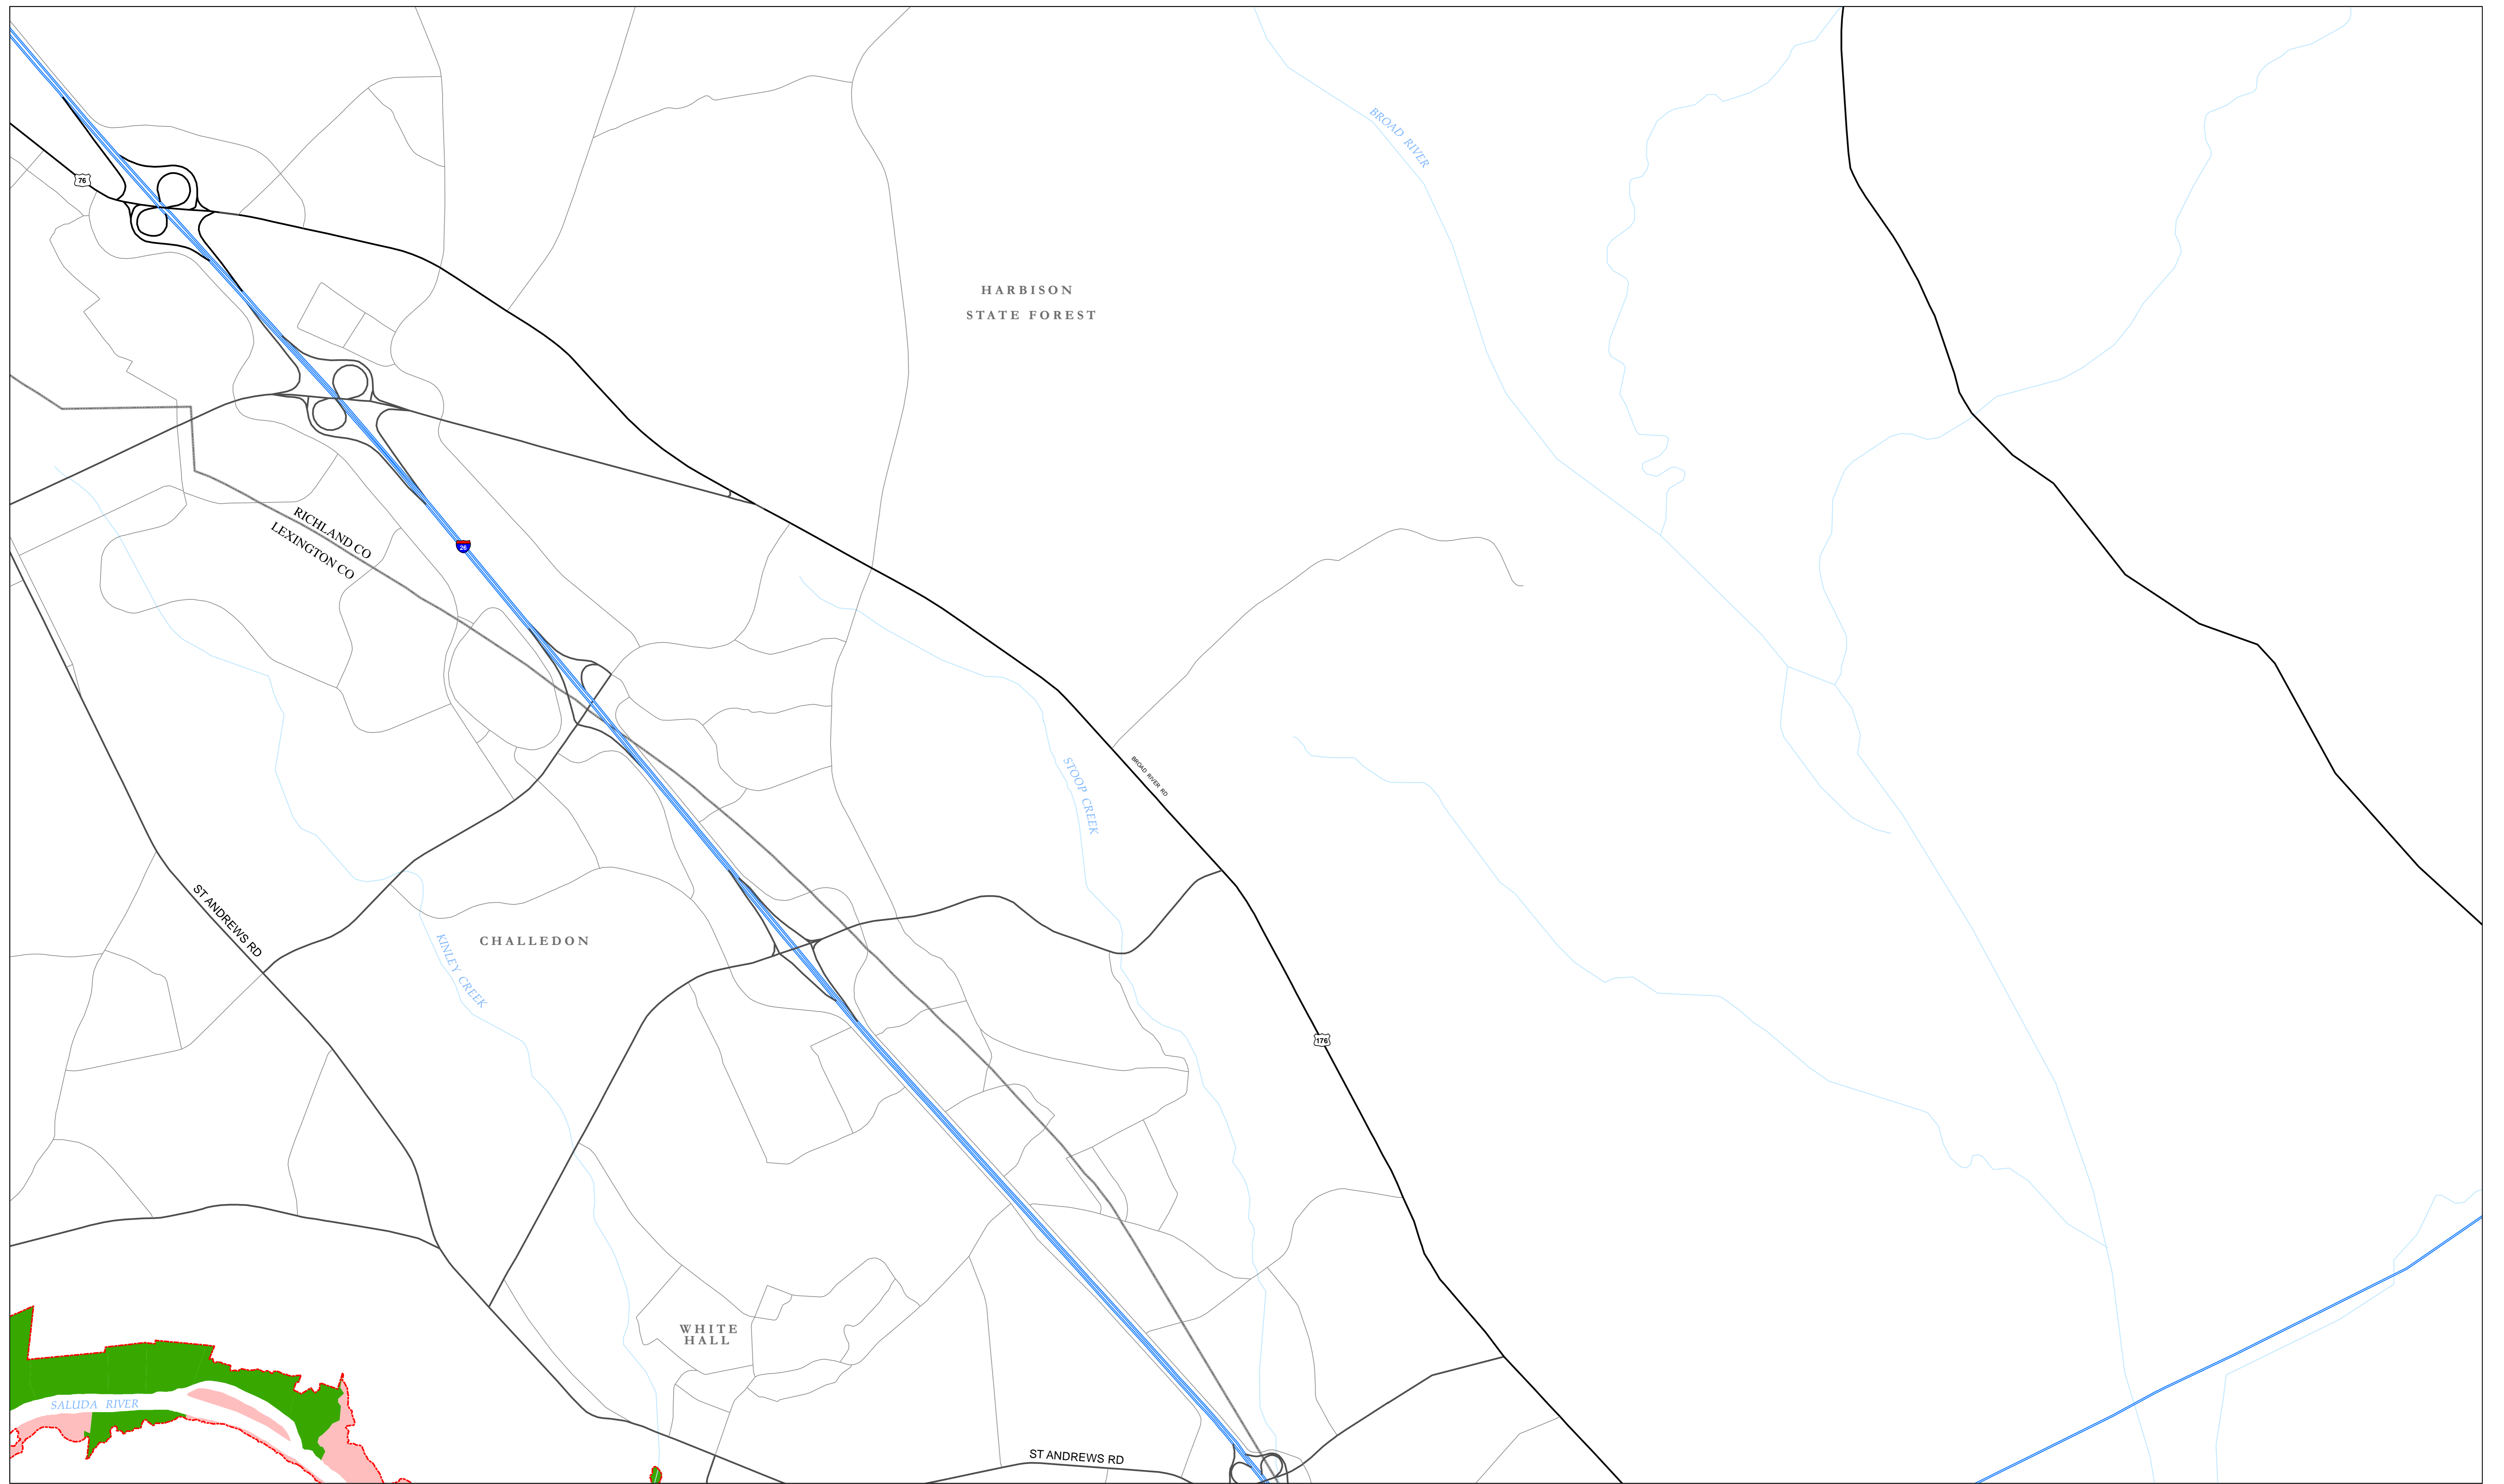 BROAD RIVER
76
HARBISON
STATE FOREST
RICHLAND CO
LEXINGTON CO
26
STOOP CREEK
BROAD RIVER RD
ST ANDREWS RD
CHALLEDON
KINLEY CREEK
176
WHITE
HALL
SALUDA RIVER
ST ANDREWS RD